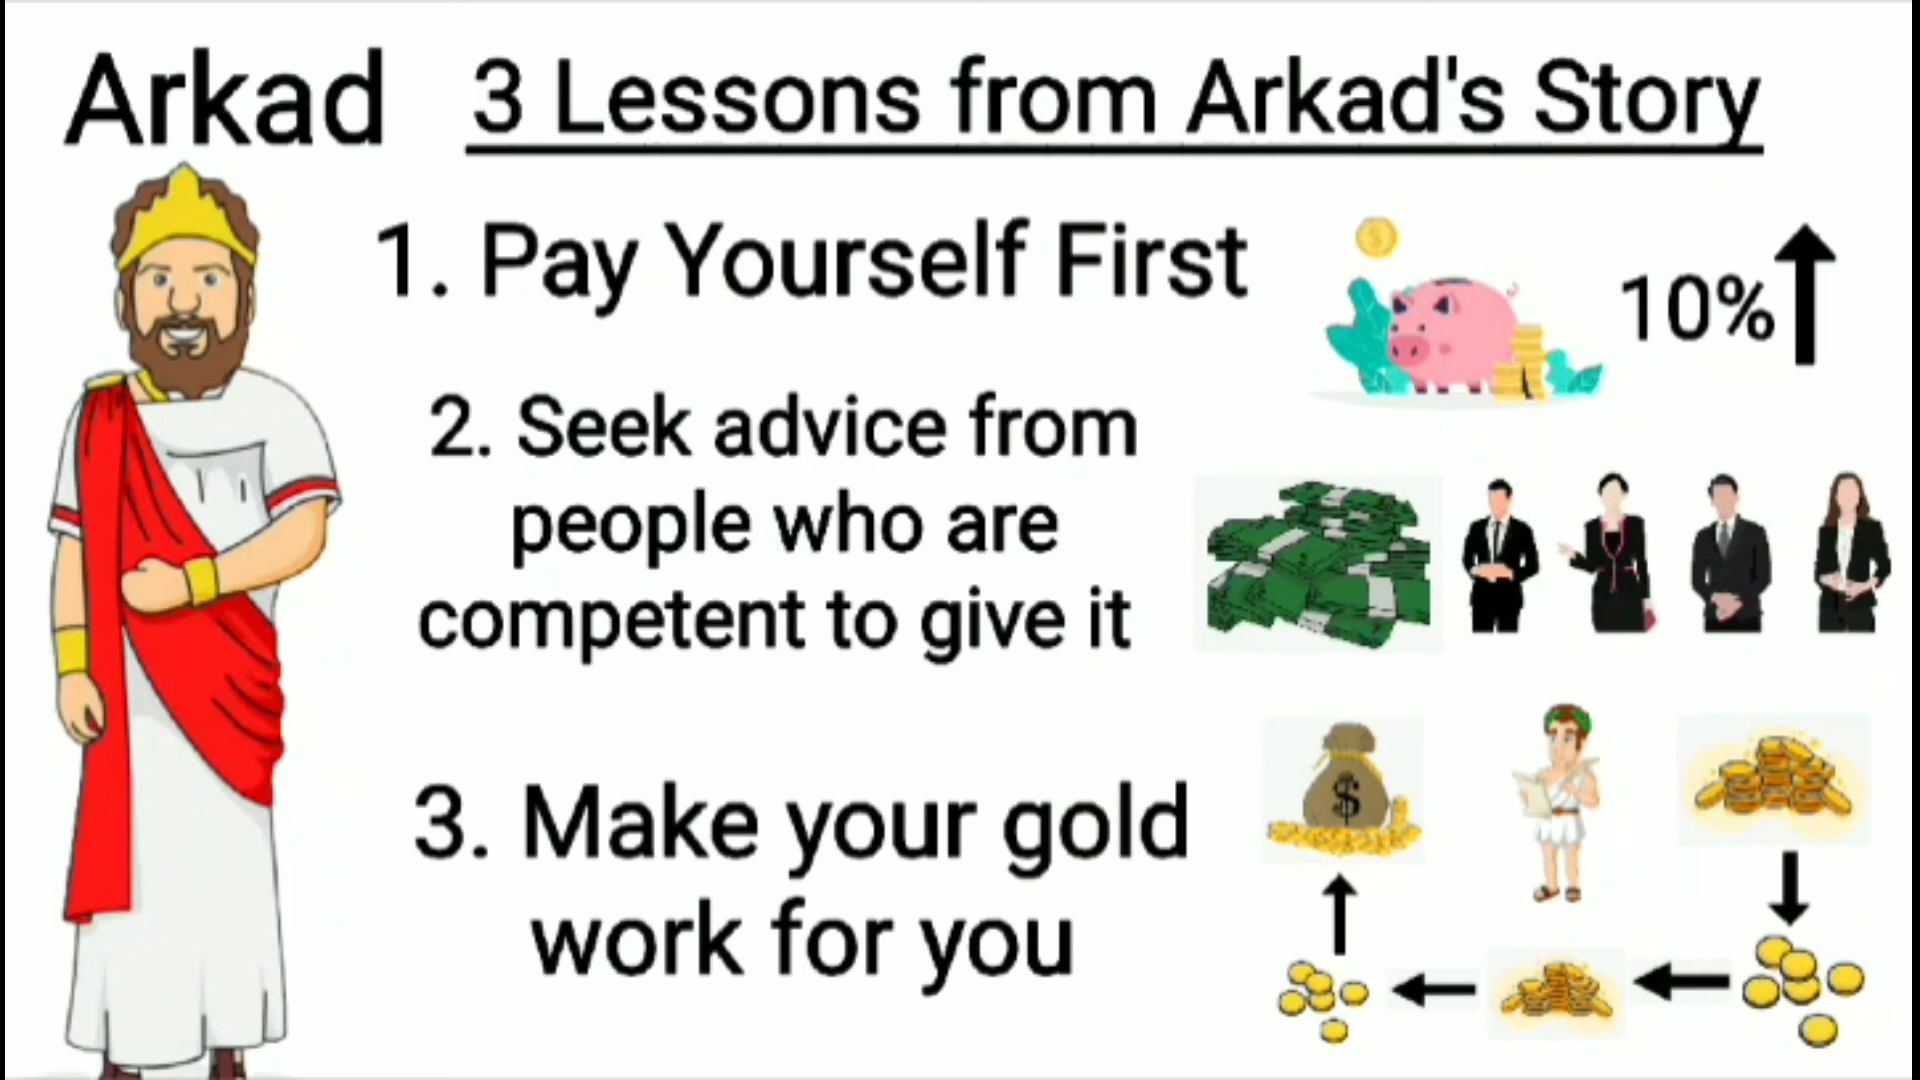 Arkad
3 Lessons from Arkad's Story
1. Pay Yourself First
10%
2. Seek advice from
people who are
competent to give it
$
3. Make your gold
work for you